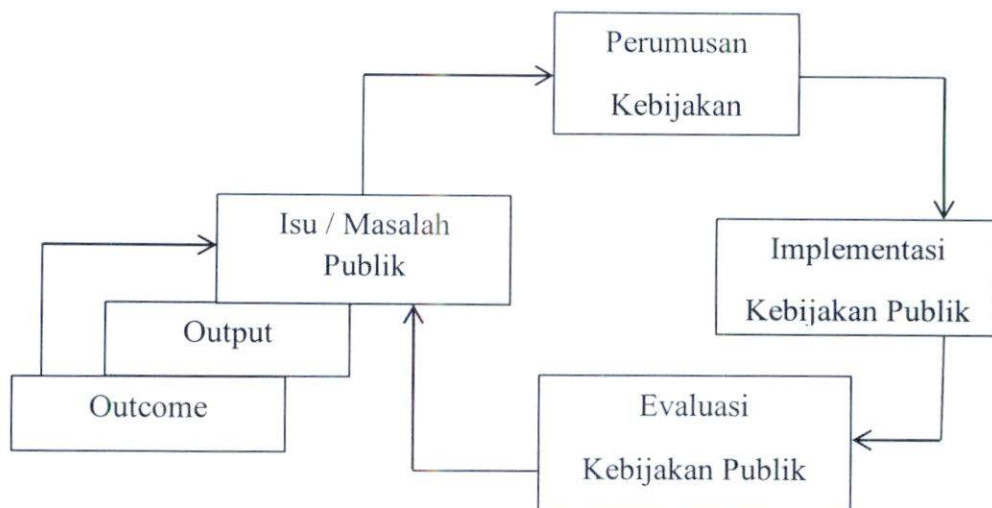 Perumusan
Kebijakan
Isu / Masalah
Publik
Implementasi
Kebijakan Publik
Output
Outcome
Evaluasi
Kebijakan Publik